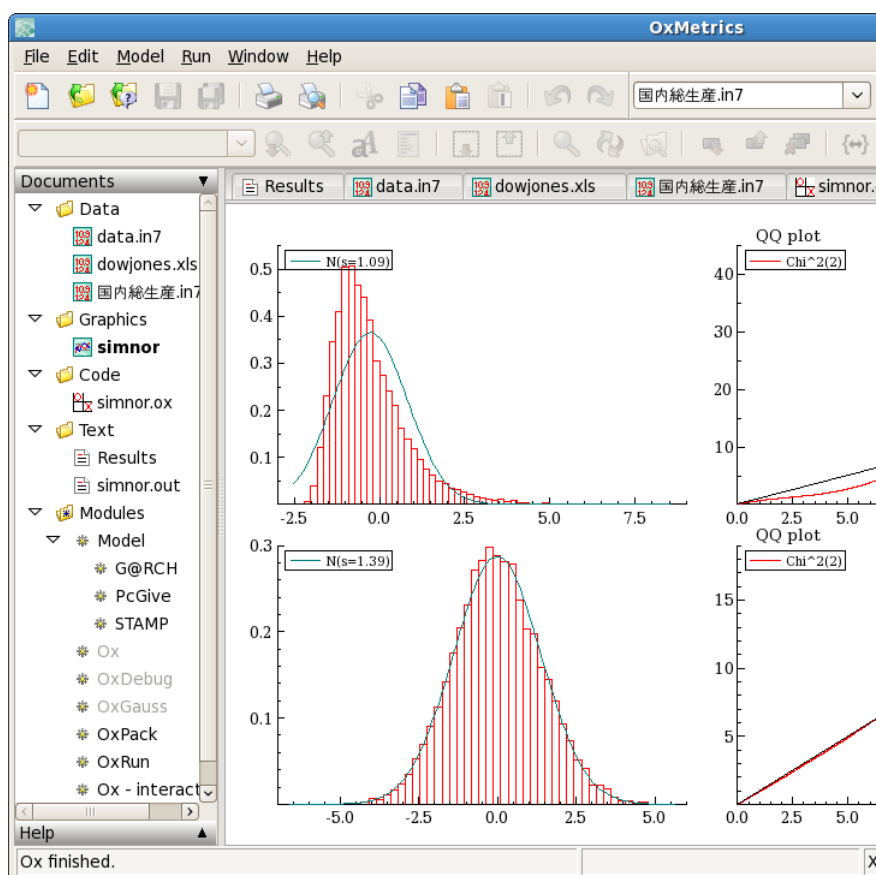 OxMetrics
File Edit Model Run Window Help
国内総生産.in7
Documents
Results data.in7 dowjones.xls 国内総生産.in7 simnor.
Data
data.in7
dowjones.xls
国内総生産.in7
Graphics
simnor
Code
simnor.ox
Text
Results
simnor.out
Modules
Model
G@RCH
PcGive
STAMP
Ox
OxDebug
OxGauss
OxPack
OxRun
Ox - interact
Help
Ox finished.
N(s=1.09)
0.5
0.4
0.3
0.2
0.1
-2.5 0.0 2.5 5.0 7.5
QQ plot
Chi^2(2)
40
30
20
10
0.0 2.5 5.0
N(s=1.39)
0.3
0.2
0.1
-5.0 -2.5 0.0 2.5 5.0
QQ plot
Chi^2(2)
15
10
5
0.0 2.5 5.0
X